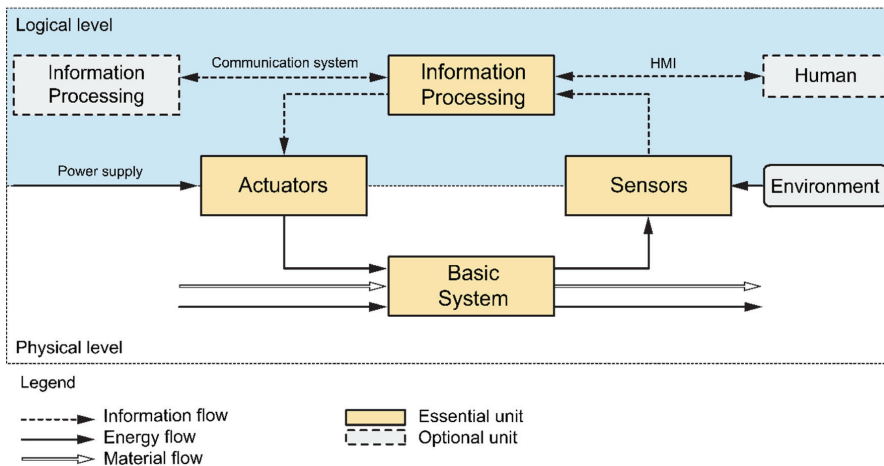 Logical level
Information
Processing
Communication system
Information
Processing
HMI
Human
Power supply
Actuators
Sensors
Environment
Basic
System
Physical level
Legend
Information flow
Energy flow
Material flow
Essential unit
Optional unit